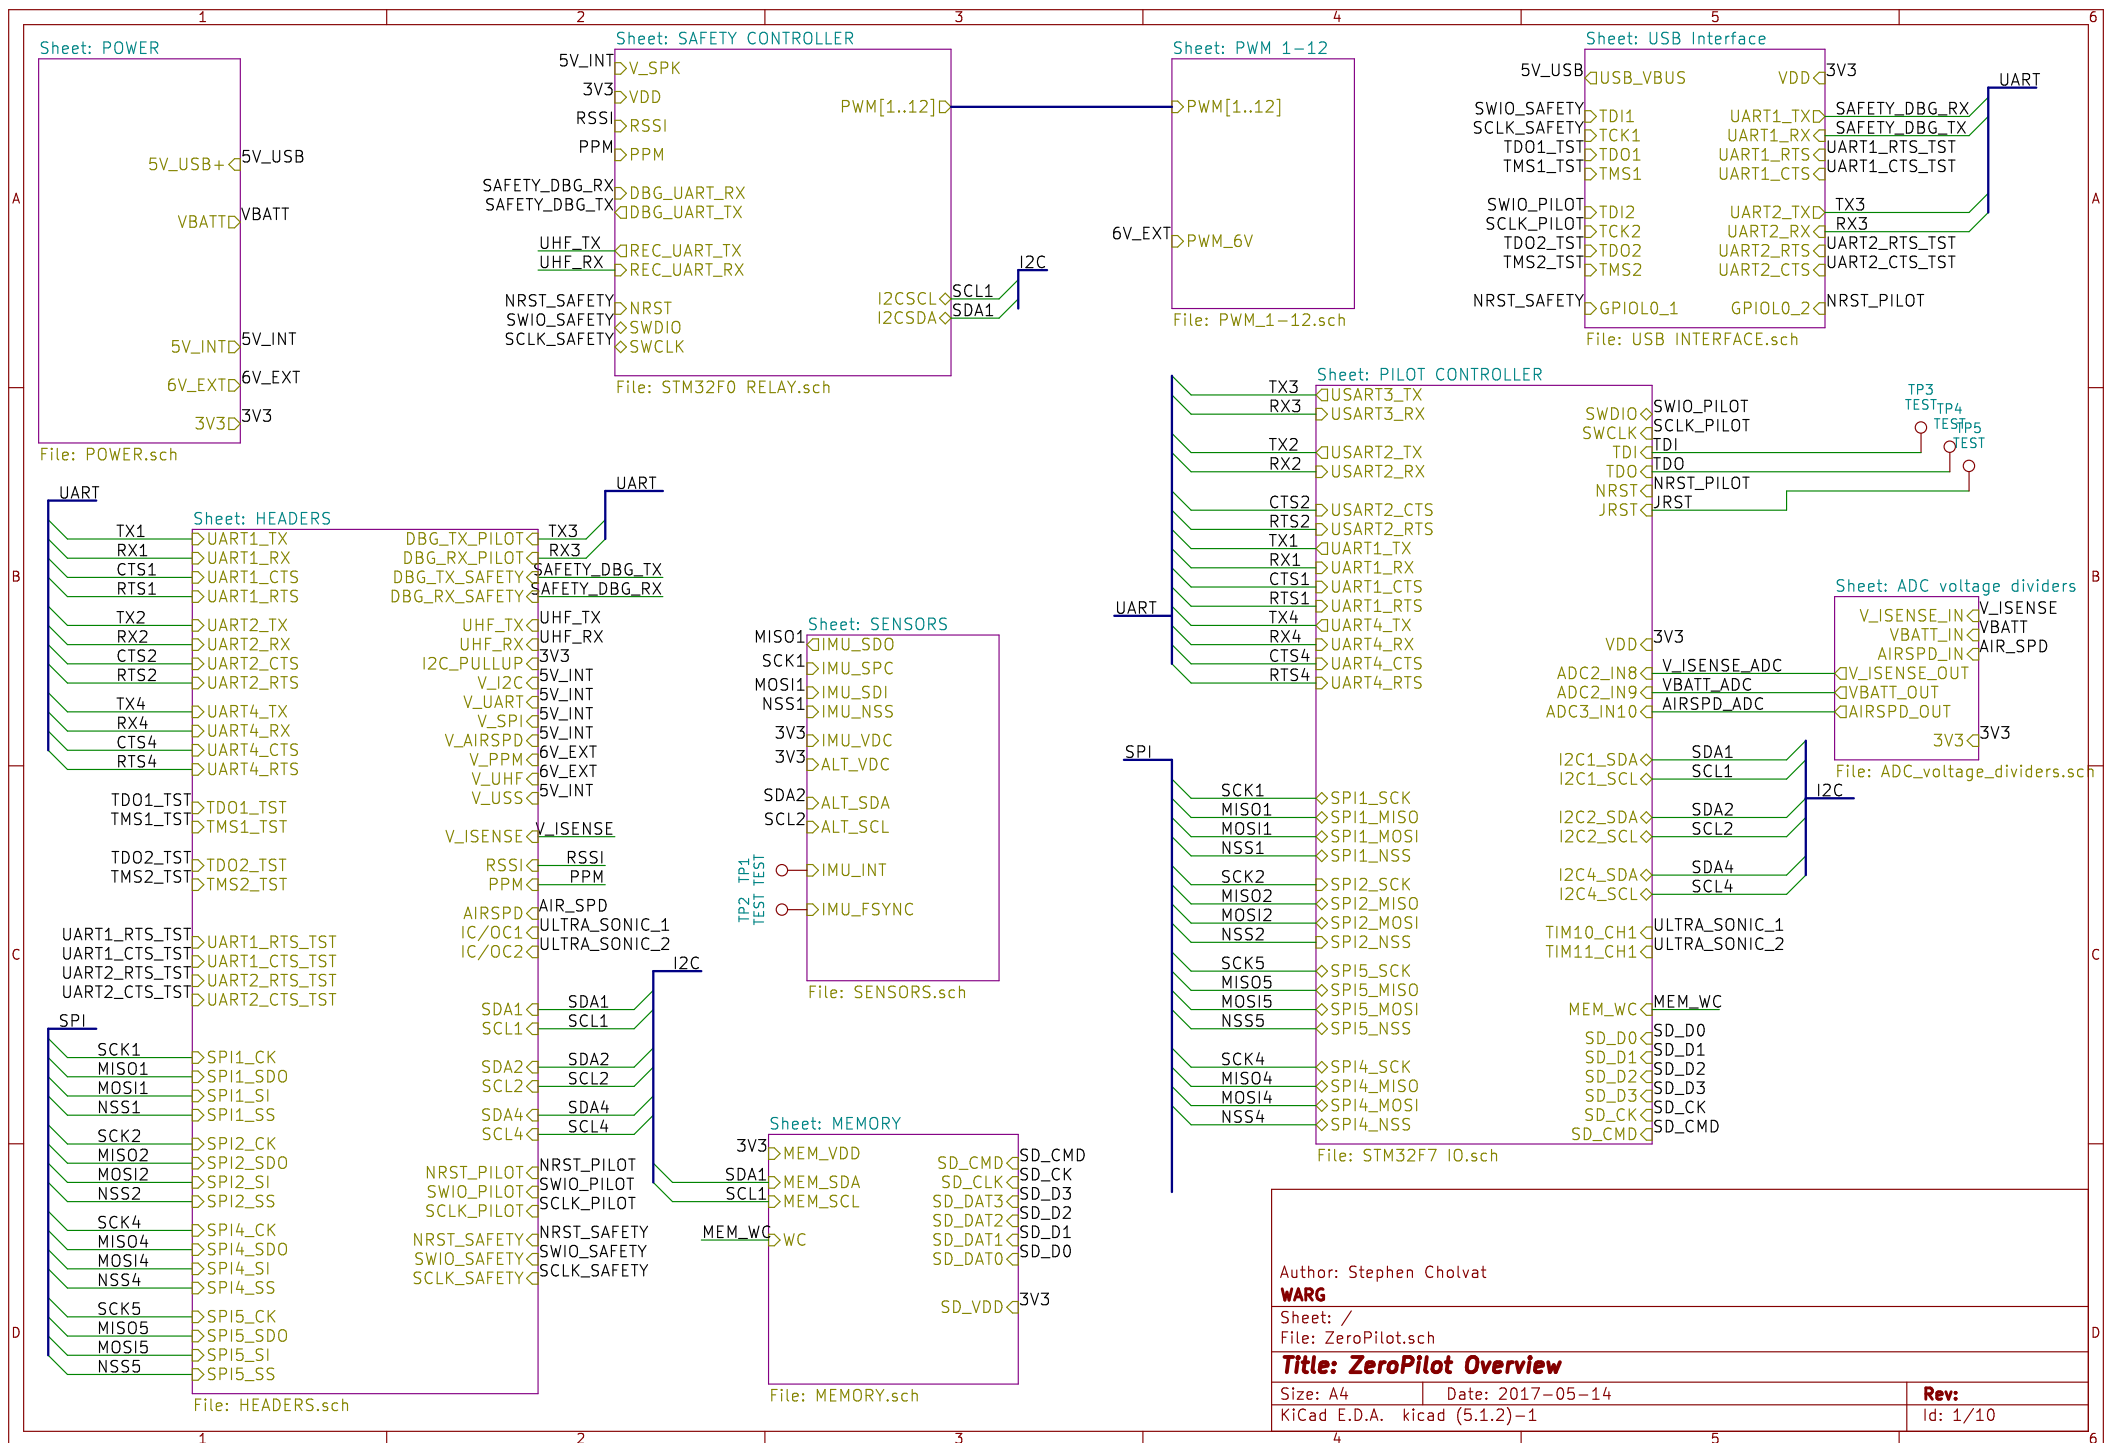 1 2 3 4 5 6
A
B
C
D
A
B
C
D
1 2 3 4 5 6
Sheet: POWER
5V_USB+ 5V_USB
VBATT VBATT
5V_INT 5V_INT
6V_EXT 6V_EXT
3V3 3V3
File: POWER.sch
Sheet: SAFETY CONTROLLER
5V_INT V_SPK
3V3 VDD
PWM[1..12]
RSSI RSSI
PPM PPM
SAFETY_DBG_RX DBG_UART_RX
SAFETY_DBG_TX DBG_UART_TX
UHF_TX REC_UART_TX
UHF_RX REC_UART_RX
I2C
I2CSCL SCL1
I2CSDA SDA1
NRST_SAFETY NRST
SWIO_SAFETY SWDIO
SCLK_SAFETY SWCLK
File: STM32F0 RELAY.sch
Sheet: PWM 1-12
PWM[1..12]
6V_EXT PWM_6V
File: PWM_1-12.sch
Sheet: USB Interface
5V_USB USB_VBUS VDD 3V3
UART
SWIO_SAFETY TDI1 UART1_TX SAFETY_DBG_RX
SCLK_SAFETY TCK1 UART1_RX SAFETY_DBG_TX
TDO1_TST TDO1 UART1_RTS UART1_RTS_TST
TMS1_TST TMS1 UART1_CTS UART1_CTS_TST
SWIO_PILOT TDI2 UART2_TX TX3
SCLK_PILOT TCK2 UART2_RX RX3
TDO2_TST TDO2 UART2_RTS UART2_RTS_TST
TMS2_TST TMS2 UART2_CTS UART2_CTS_TST
NRST_SAFETY GPIOL0_1 GPIOL0_2 NRST_PILOT
File: USB INTERFACE.sch
UART
UART
Sheet: HEADERS
TX1 UART1_TX DBG_TX_PILOT TX3
RX1 UART1_RX DBG_RX_PILOT RX3
CTS1 UART1_CTS DBG_TX_SAFETY SAFETY_DBG_TX
RTS1 UART1_RTS DBG_RX_SAFETY SAFETY_DBG_RX
TX2 UART2_TX UHF_TX UHF_TX
RX2 UART2_RX UHF_RX UHF_RX
CTS2 UART2_CTS I2C_PULLUP 3V3
RTS2 UART2_RTS V_I2C 5V_INT
V_UART 5V_INT
TX4 UART4_TX V_SPI 5V_INT
RX4 UART4_RX V_AIRSPD 5V_INT
CTS4 UART4_CTS V_PPM 6V_EXT
RTS4 UART4_RTS V_UHF 6V_EXT
V_USS 5V_INT
TDO1_TST TDO1_TST
TMS1_TST TMS1_TST
V_ISENSE V_ISENSE
TDO2_TST TDO2_TST RSSI RSSI
TMS2_TST TMS2_TST PPM PPM
AIRSPD AIR_SPD
IC/OC1 ULTRA_SONIC_1
IC/OC2 ULTRA_SONIC_2
UART1_RTS_TST UART1_RTS_TST
UART1_CTS_TST UART1_CTS_TST
UART2_RTS_TST UART2_RTS_TST
UART2_CTS_TST UART2_CTS_TST
I2C
SDA1 SDA1
SCL1 SCL1
SPI
SCK1 SPI1_CK SDA2 SDA2
MISO1 SPI1_SDO SCL2 SCL2
MOSI1 SPI1_SI
NSS1 SPI1_SS SDA4 SDA4
SCL4 SCL4
SCK2 SPI2_CK
MISO2 SPI2_SDO NRST_PILOT NRST_PILOT
MOSI2 SPI2_SI SWIO_PILOT SWIO_PILOT
NSS2 SPI2_SS SCLK_PILOT SCLK_PILOT
SCK4 SPI4_CK NRST_SAFETY NRST_SAFETY
MISO4 SPI4_SDO SWIO_SAFETY SWIO_SAFETY
MOSI4 SPI4_SI SCLK_SAFETY SCLK_SAFETY
NSS4 SPI4_SS
SCK5 SPI5_CK
MISO5 SPI5_SDO
MOSI5 SPI5_SI
NSS5 SPI5_SS
File: HEADERS.sch
Sheet: SENSORS
MISO1 IMU_SDO
SCK1 IMU_SPC
MOSI1 IMU_SDI
NSS1 IMU_NSS
3V3 IMU_VDC
3V3 ALT_VDC
SDA2 ALT_SDA
SCL2 ALT_SCL
TP1 TEST IMU_INT
TP2 TEST IMU_FSYNC
File: SENSORS.sch
Sheet: MEMORY
3V3 MEM_VDD SD_CMD SD_CMD
SDA1 MEM_SDA SD_CLK SD_CK
SCL1 MEM_SCL SD_DAT3 SD_D3
SD_DAT2 SD_D2
MEM_WC WC SD_DAT1 SD_D1
SD_DAT0 SD_D0
SD_VDD 3V3
File: MEMORY.sch
Sheet: PILOT CONTROLLER
TX3 USART3_TX
RX3 USART3_RX SWDIO SWIO_PILOT
SWCLK SCLK_PILOT
TX2 USART2_TX TDI TDI
RX2 USART2_RX TDO TDO
NRST NRST_PILOT
CTS2 USART2_CTS JRST JRST
RTS2 USART2_RTS
TX1 UART1_TX
RX1 UART1_RX
CTS1 UART1_CTS
RTS1 UART1_RTS
UART
TX4 UART4_TX
RX4 UART4_RX VDD 3V3
CTS4 UART4_CTS ADC2_IN8 V_ISENSE_ADC
RTS4 UART4_RTS ADC2_IN9 VBATT_ADC
ADC3_IN10 AIRSPD_ADC
TP3
TEST
TP4
TEST
TP5
TEST
SPI
I2C1_SDA SDA1
I2C1_SCL SCL1
I2C
SCK1 SPI1_SCK
MISO1 SPI1_MISO I2C2_SDA SDA2
MOSI1 SPI1_MOSI I2C2_SCL SCL2
NSS1 SPI1_NSS
SCK2 SPI2_SCK I2C4_SDA SDA4
MISO2 SPI2_MISO I2C4_SCL SCL4
MOSI2 SPI2_MOSI TIM10_CH1 ULTRA_SONIC_1
NSS2 SPI2_NSS TIM11_CH1 ULTRA_SONIC_2
SCK5 SPI5_SCK
MISO5 SPI5_MISO
MOSI5 SPI5_MOSI MEM_WC MEM_WC
NSS5 SPI5_NSS SD_D0 SD_D0
SD_D1 SD_D1
SCK4 SPI4_SCK SD_D2 SD_D2
MISO4 SPI4_MISO SD_D3 SD_D3
MOSI4 SPI4_MOSI SD_CK SD_CK
NSS4 SPI4_NSS SD_CMD SD_CMD
File: STM32F7 IO.sch
Sheet: ADC voltage dividers
V_ISENSE_IN V_ISENSE
VBATT_IN VBATT
AIRSPD_IN AIR_SPD
V_ISENSE_OUT
VBATT_OUT
AIRSPD_OUT
3V3 3V3
File: ADC_voltage_dividers.sch
Author: Stephen Cholvat
WARG
Sheet: /
File: ZeroPilot.sch
Title: ZeroPilot Overview
Size: A4 Date: 2017-05-14 Rev:
KiCad E.D.A. kicad (5.1.2)-1 Id: 1/10